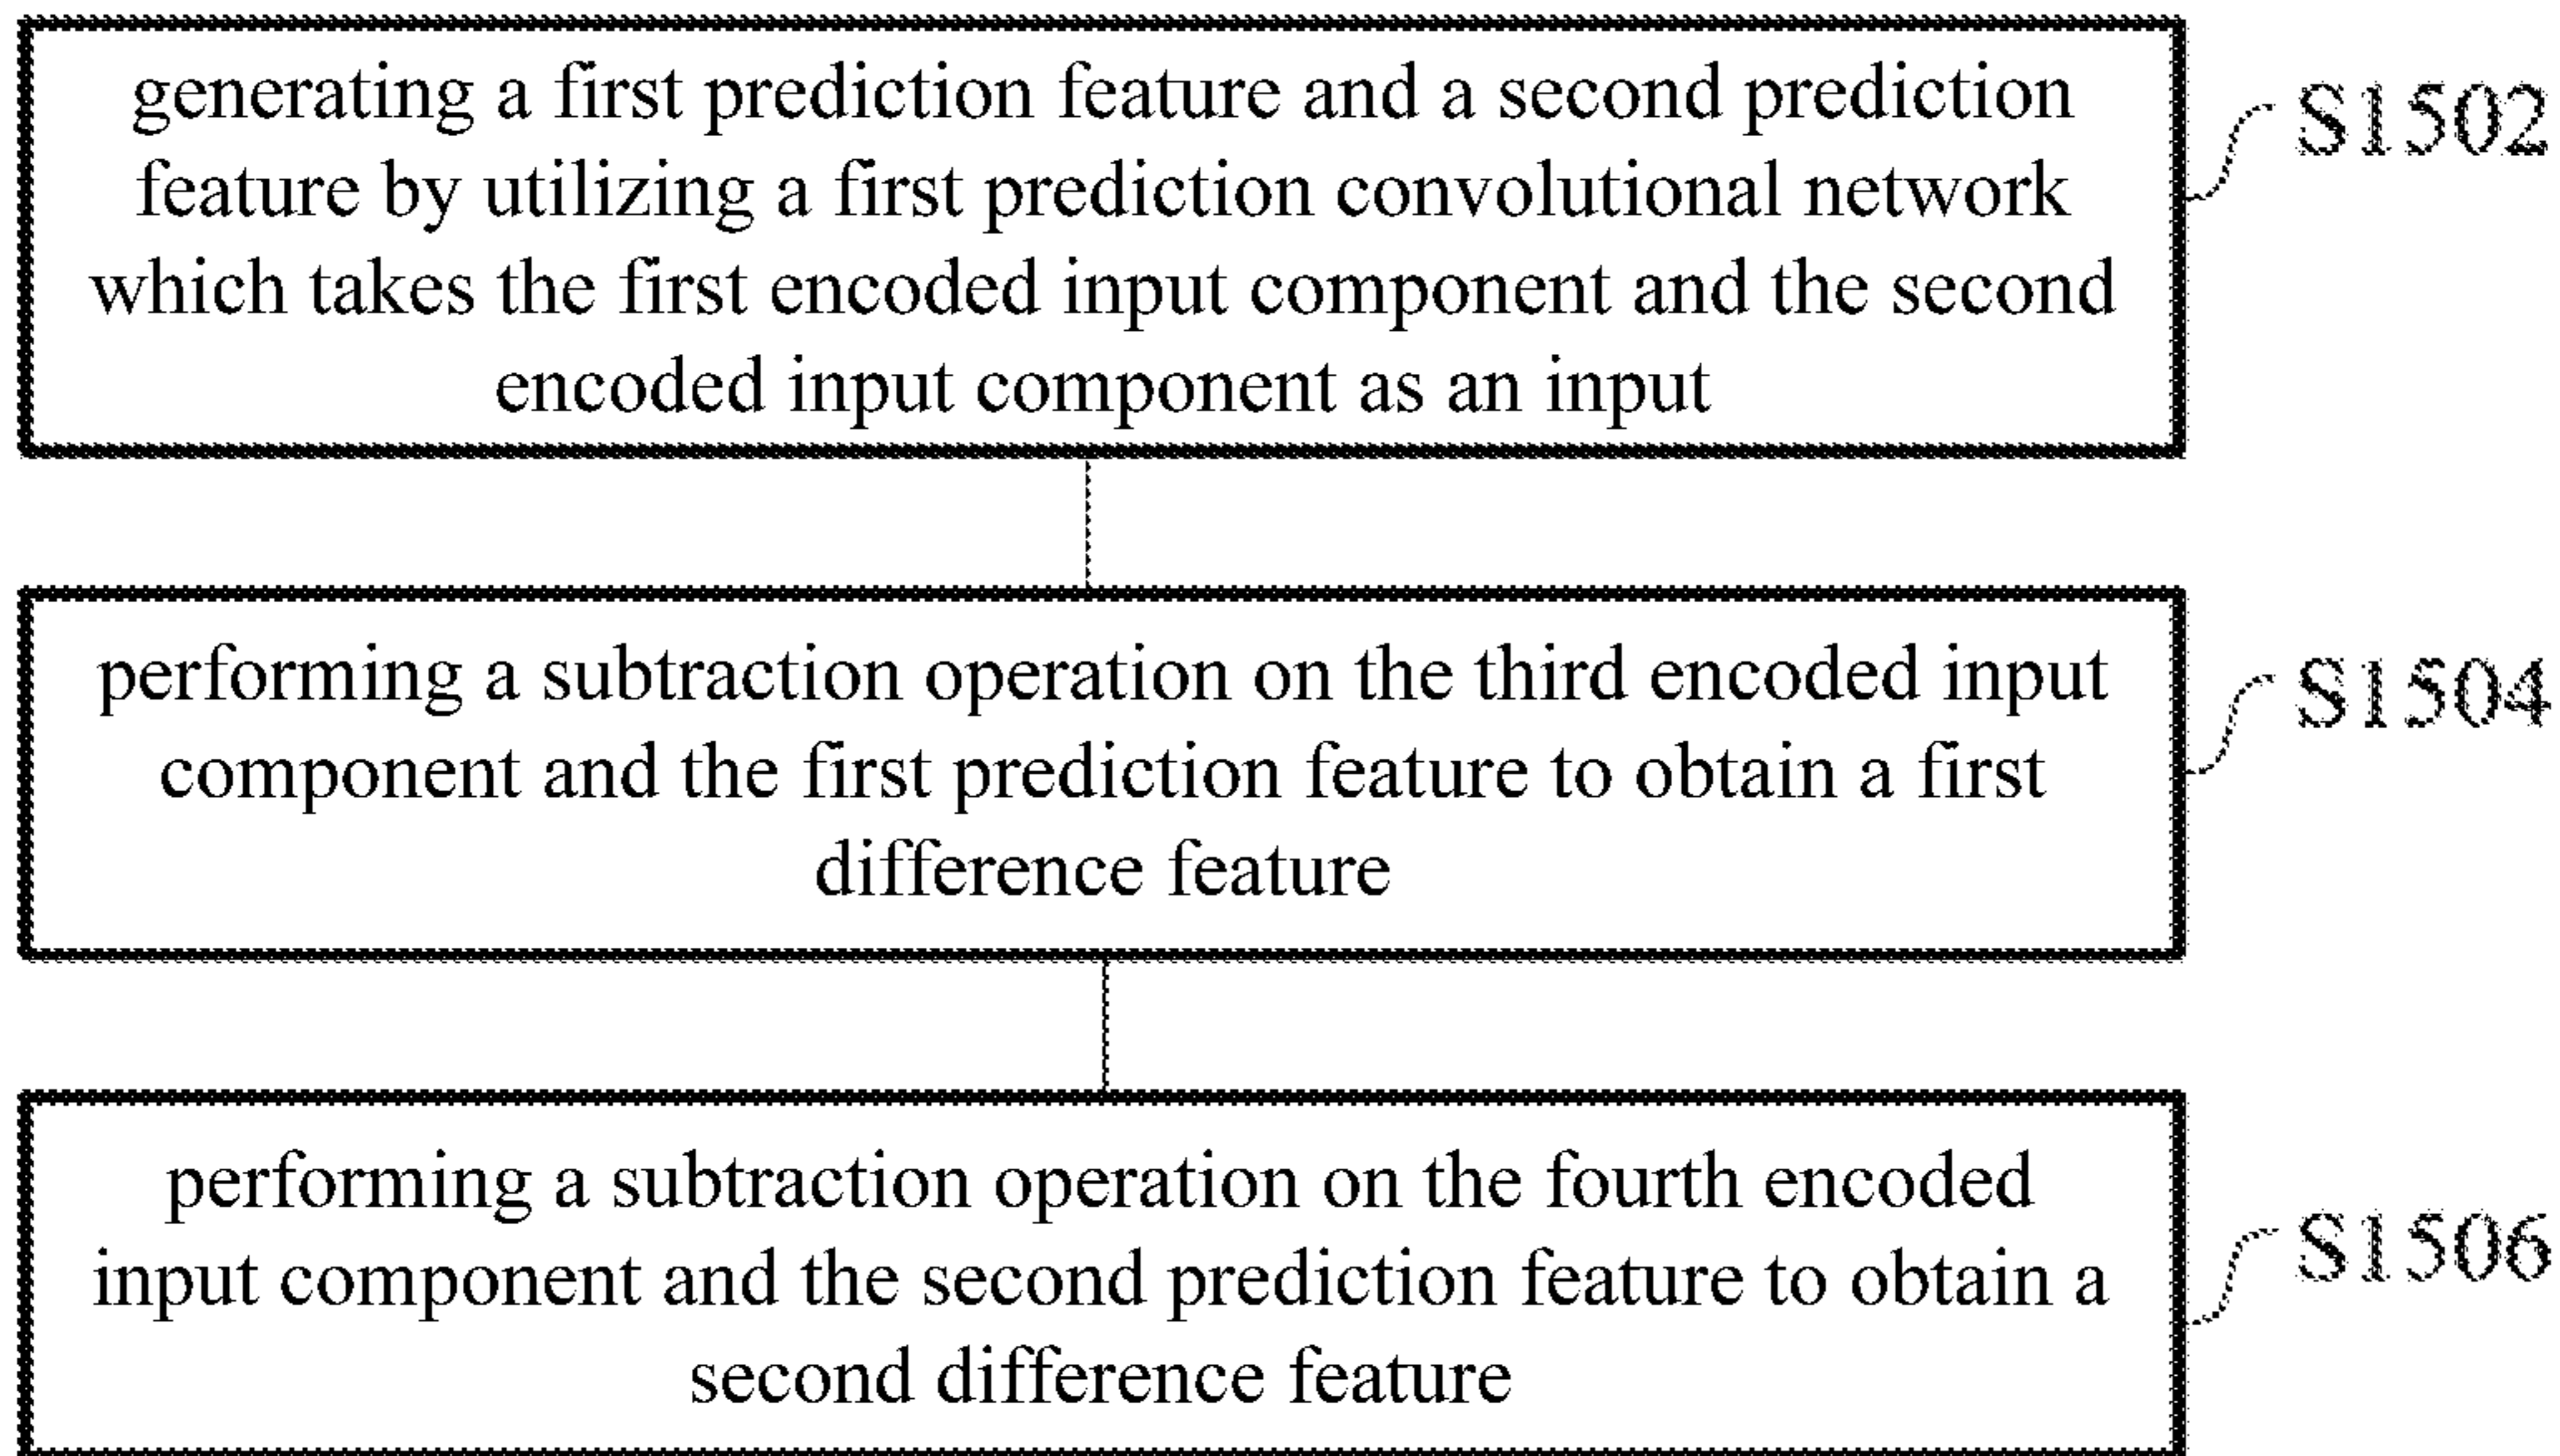 generating a first prediction feature and a second prediction
feature by utilizing a first prediction convolutional network
which takes the first encoded input component and the second
encoded input component as an input
S1502
performing a subtraction operation on the third encoded input
component and the first prediction feature to obtain a first
difference feature
S1504
performing a subtraction operation on the fourth encoded
input component and the second prediction feature to obtain a
second difference feature
S1506